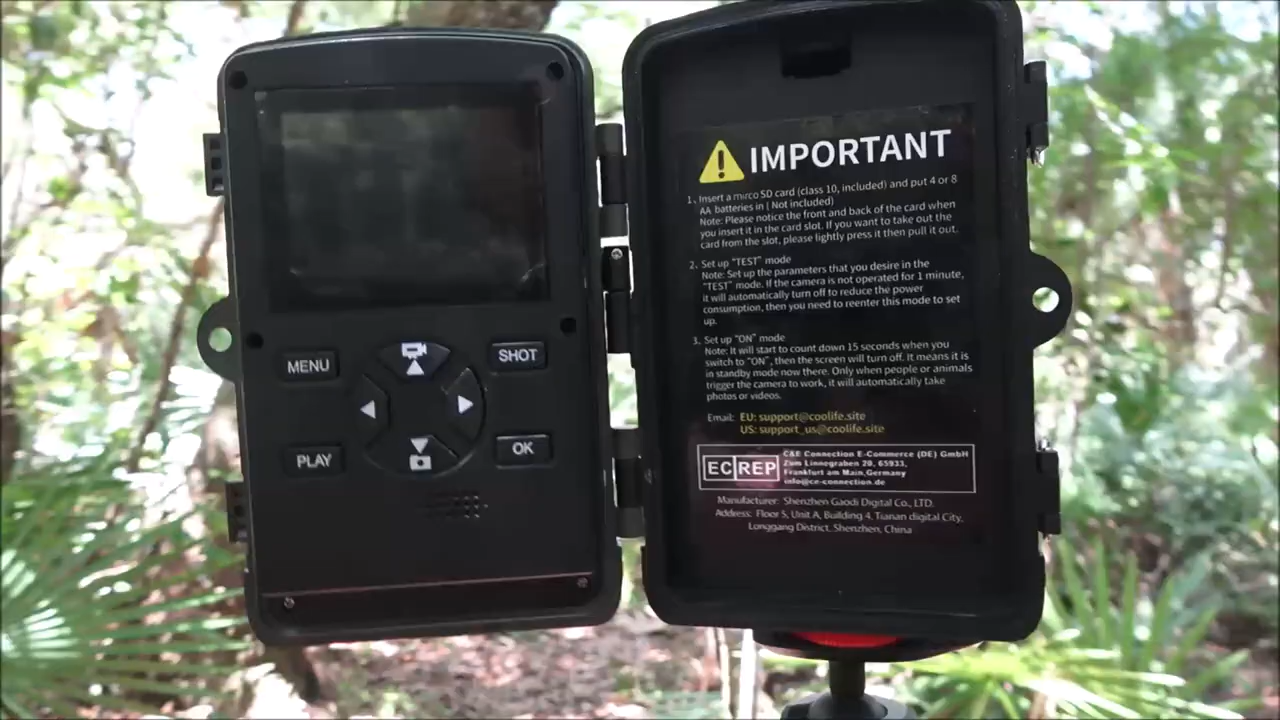 MENU
SHOT
PLAY
OK
IMPORTANT
1. Insert a mirco SD card (class 10, included) and put 4 or 8
AA batteries in ( Not included)
Note: Please notice the front and back of the card when
you insert it in the card slot. If you want to take out the
card from the slot, please lightly press it then pull it out.
2. Set up "TEST" mode
Note: Set up the parameters that you desire in the
"TEST" mode. If the camera is not operated for 1 minute,
it will automatically turn off to reduce the power
consumption, then you need to reenter this mode to set
up.
3. Set up "ON" mode
Note: It will start to count down 15 seconds when you
switch to "ON", then the screen will turn off. It means it is
in standby mode now there. Only when people or animals
trigger the camera to work, it will automatically take
photos or videos.
Email: EU: support@coolife.site
US: support_us@coolife.site
EC REP
C&E Connection E-Commerce (DE) GmbH
Zum Linnegraben 20, 65933,
Frankfurt am Main,Germany
info@ce-connection.de
Manufacturer: Shenzhen Gaodi Digital Co., LTD.
Address: Floor 5, Unit A, Building 4, Tianan digital City,
Longgang District, Shenzhen, China